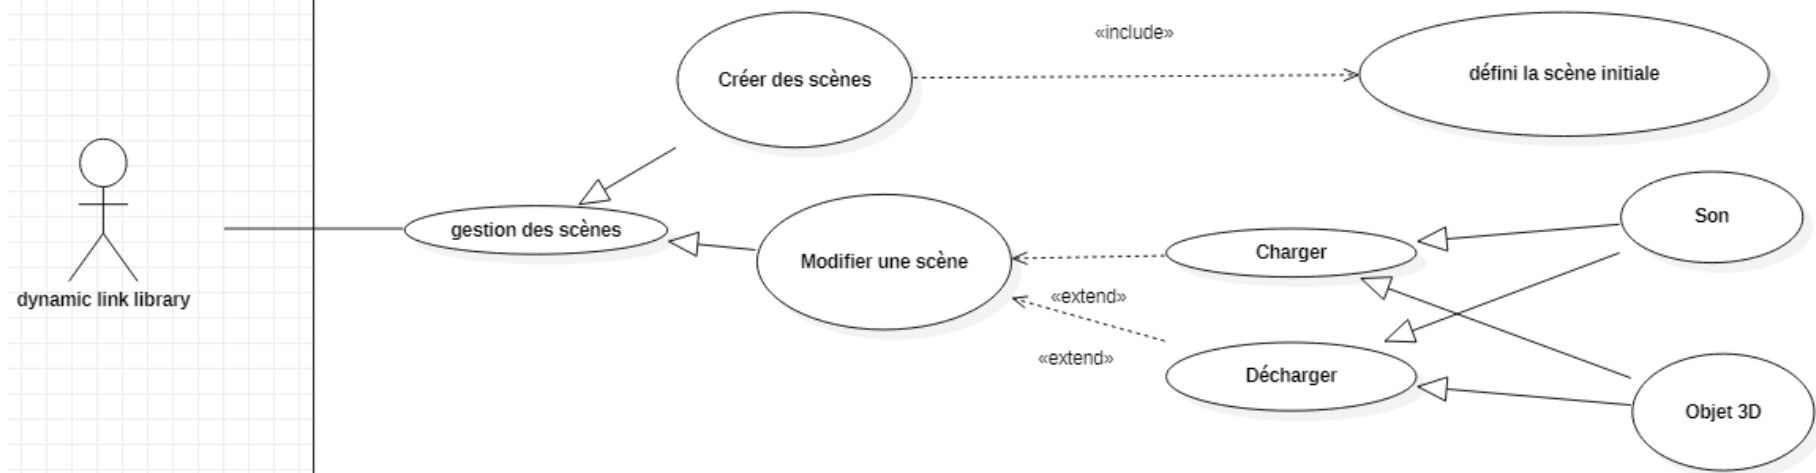 «include»
Créer des scènes
défini la scène initiale
Son
gestion des scènes
Charger
Modifier une scène
«extend»
dynamic link library
«extend»
Décharger
Objet 3D